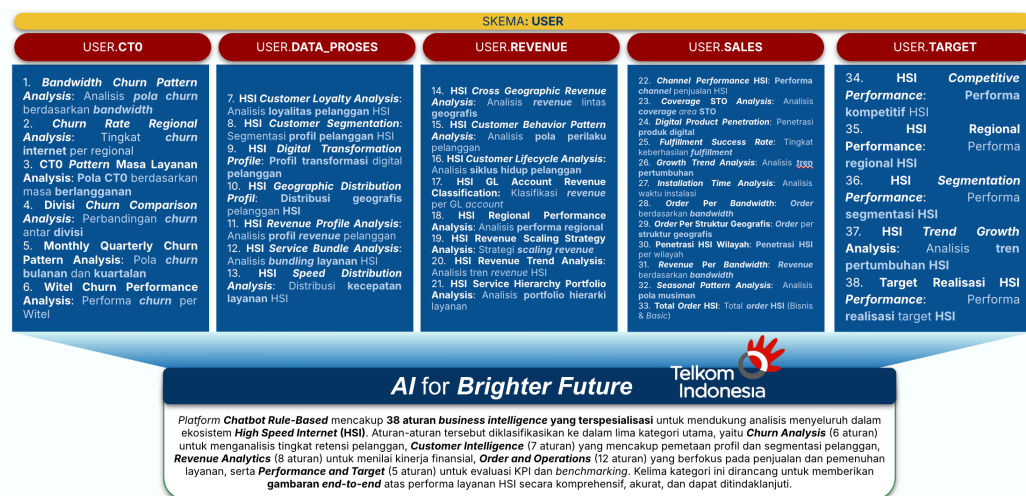 SKEMA: USER
USER.CT0
1. Bandwidth Churn Pattern
Analysis: Analisis pola churn
berdasarkan bandwidth
2. Churn Rate Regional
Analysis: Tingkat churn
internet per regional
3. CT0 Pattern Masa Layanan
Analysis: Pola CT0 berdasarkan
masa berlangganan
4. Divisi Churn Comparison
Analysis: Perbandingan churn
antar divisi
5. Monthly Quarterly Churn
Pattern Analysis: Pola churn
bulanan dan kuartalan
6. Witel Churn Performance
Analysis: Performa churn per
Witel
USER.DATA_PROSES
7. HSI Customer Loyalty Analysis:
Analisis loyalitas pelanggan HSI
8. HSI Customer Segmentation:
Segmentasi profil pelanggan HSI
9. HSI Digital Transformation
Profile: Profil transformasi digital
pelanggan
10. HSI Geographic Distribution
Profil: Distribusi geografis
pelanggan HSI
11. HSI Revenue Profile Analysis:
Analisis profil revenue pelanggan
12. HSI Service Bundle Analysis:
Analisis bundling layanan HSI
13. HSI Speed Distribution
Analysis: Distribusi kecepatan
layanan HSI
USER.REVENUE
14. HSI Cross Geographic Revenue
Analysis: Analisis revenue lintas
geografis
15. HSI Customer Behavior Pattern
Analysis: Analisis pola perilaku
pelanggan
16. HSI Customer Lifecycle Analysis:
Analisis siklus hidup pelanggan
17. HSI GL Account Revenue
Classification: Klasifikasi revenue
per GL account
18. HSI Regional Performance
Analysis: Analisis performa regional
19. HSI Revenue Scaling Strategy
Analysis: Strategi scaling revenue
20. HSI Revenue Trend Analysis:
Analisis tren revenue HSI
21. HSI Service Hierarchy Portfolio
Analysis: Analisis portfolio hierarki
layanan
USER.SALES
22. Channel Performance HSI: Performa
channel penjualan HSI
23. Coverage STO Analysis: Analisis
coverage area STO
24. Digital Product Penetration: Penetrasi
produk digital
25. Fulfillment Success Rate: Tingkat
keberhasilan fulfillment
26. Growth Trend Analysis: Analisis tren
pertumbuhan
27. Installation Time Analysis: Analisis
waktu instalasi
28. Order Per Bandwidth: Order
berdasarkan bandwidth
29. Order Per Struktur Geografis: Order per
struktur geografis
30. Penetrasi HSI Wilayah: Penetrasi HSI
per wilayah
31. Revenue Per Bandwidth: Revenue
berdasarkan bandwidth
32. Seasonal Pattern Analysis: Analisis
pola musiman
33. Total Order HSI: Total order HSI (Bisnis
& Basic)
USER.TARGET
34. HSI Competitive
Performance: Performa
kompetitif HSI
35. HSI Regional
Performance: Performa
regional HSI
36. HSI Segmentation
Performance: Performa
segmentasi HSI
37. HSI Trend Growth
Analysis: Analisis tren
pertumbuhan HSI
38. Target Realisasi HSI
Performance: Performa
realisasi target HSI
AI for Brighter Future
Telkom
Indonesia
Platform Chatbot Rule-Based mencakup 38 aturan business intelligence yang terspesialisasi untuk mendukung analisis menyeluruh dalam
ekosistem High Speed Internet (HSI). Aturan-aturan tersebut diklasifikasikan ke dalam lima kategori utama, yaitu Churn Analysis (6 aturan)
untuk menganalisis tingkat retensi pelanggan, Customer Intelligence (7 aturan) yang mencakup pemetaan profil dan segmentasi pelanggan,
Revenue Analytics (8 aturan) untuk menilai kinerja finansial, Order and Operations (12 aturan) yang berfokus pada penjualan dan pemenuhan
layanan, serta Performance and Target (5 aturan) untuk evaluasi KPI dan benchmarking. Kelima kategori ini dirancang untuk memberikan
gambaran end-to-end atas performa layanan HSI secara komprehensif, akurat, dan dapat ditindaklanjuti.